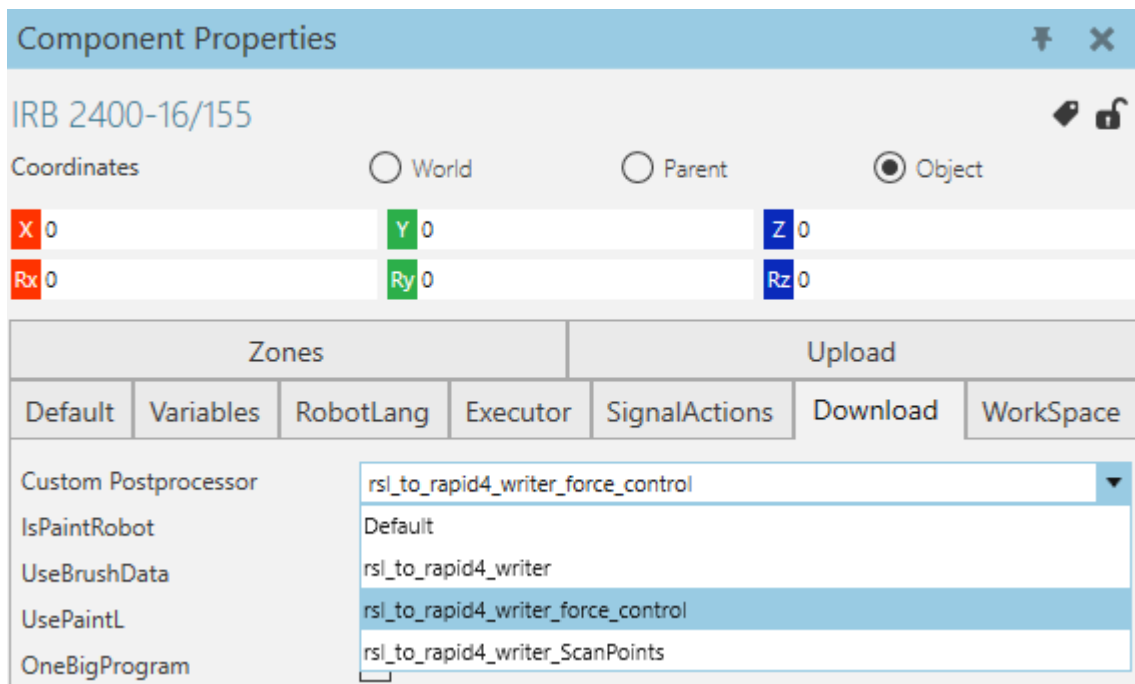 Component Properties
IRB 2400-16/155
Coordinates World Parent Object
X 0 Y 0 Z 0
Rx 0 Ry 0 Rz 0
Zones Upload
Default Variables RobotLang Executor SignalActions Download WorkSpace
Custom Postprocessor rsl_to_rapid4_writer_force_control
IsPaintRobot Default
UseBrushData rsl_to_rapid4_writer
UsePaintL rsl_to_rapid4_writer_force_control
OneBigProgram rsl_to_rapid4_writer_ScanPoints